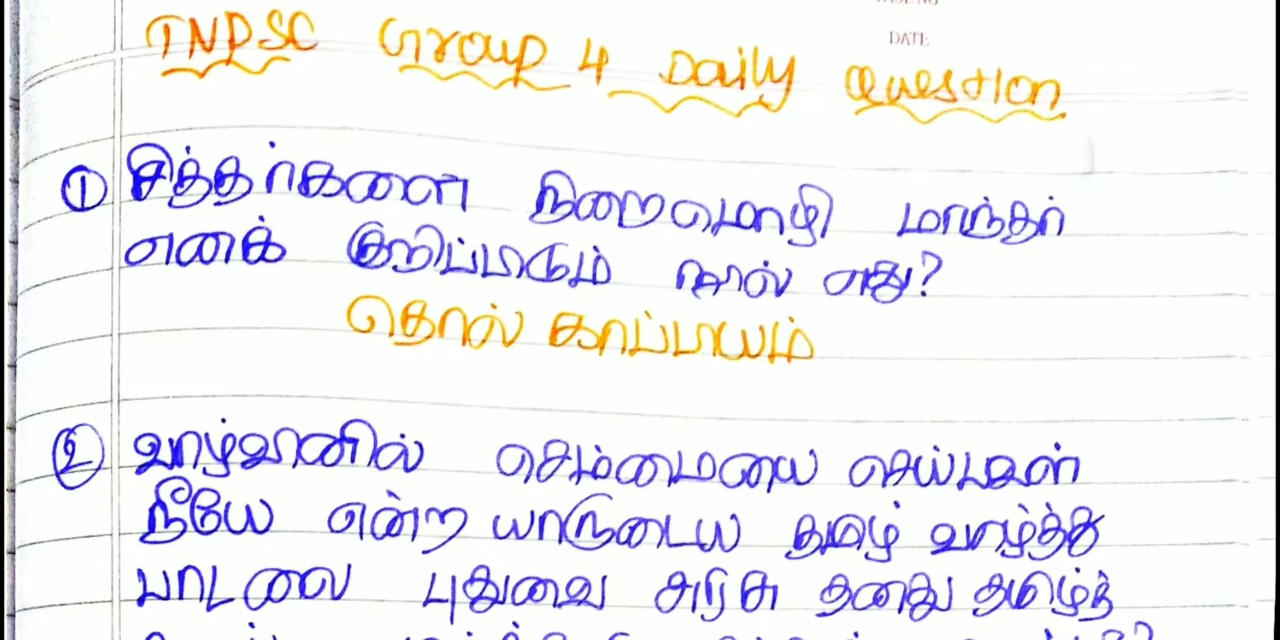 DATE
TNPSC Group 4 Daily Question
① சித்தர்களை நிறைமொழி மாந்தர்
எனக் குறிப்பிடும் நூல் எது?
தொல் காப்பியம்
② வாழ்வினில் செம்மையை செய்பவள்
நீயே என்ற யாருடைய தமிழ் வாழ்த்து
பாடலை புதுவை அரசு தனது தமிழ்த்